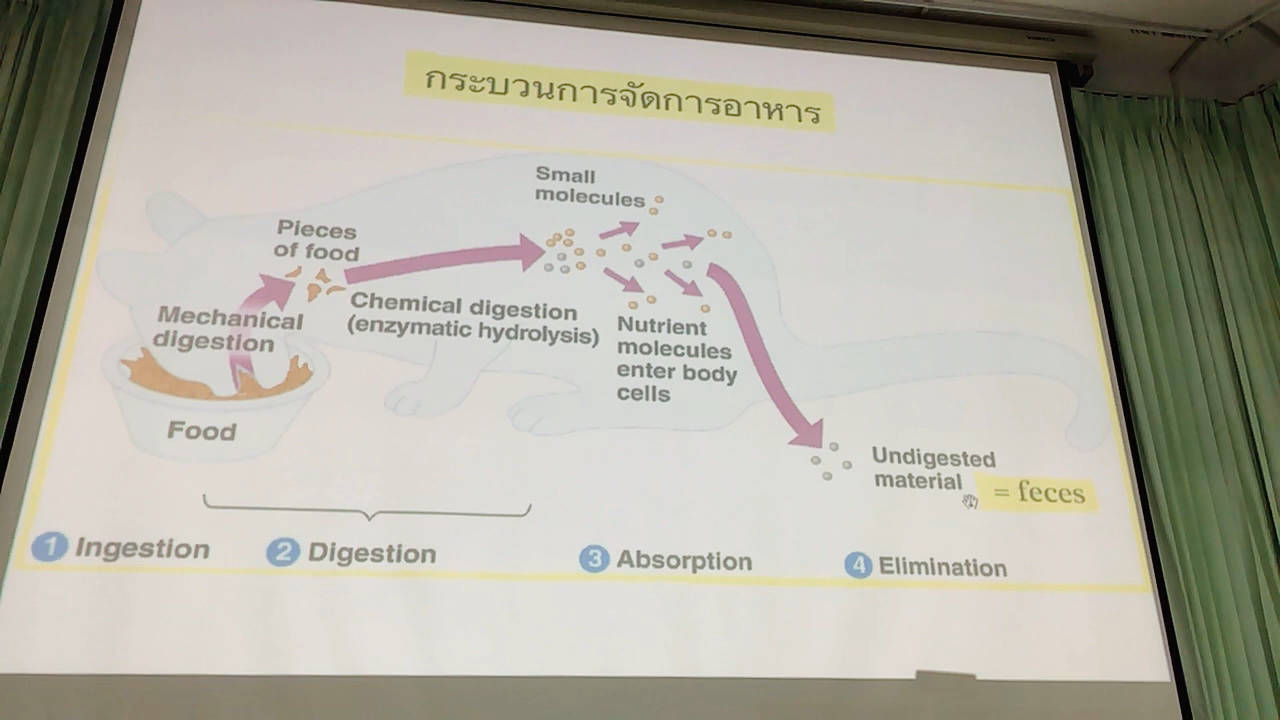 กระบวนการจัดการอาหาร
Small
molecules
Pieces
of food
Mechanical
digestion
Chemical digestion
(enzymatic hydrolysis)
Nutrient
molecules
enter body
cells
Food
Undigested
material
= feces
1 Ingestion
2 Digestion
3 Absorption
4 Elimination